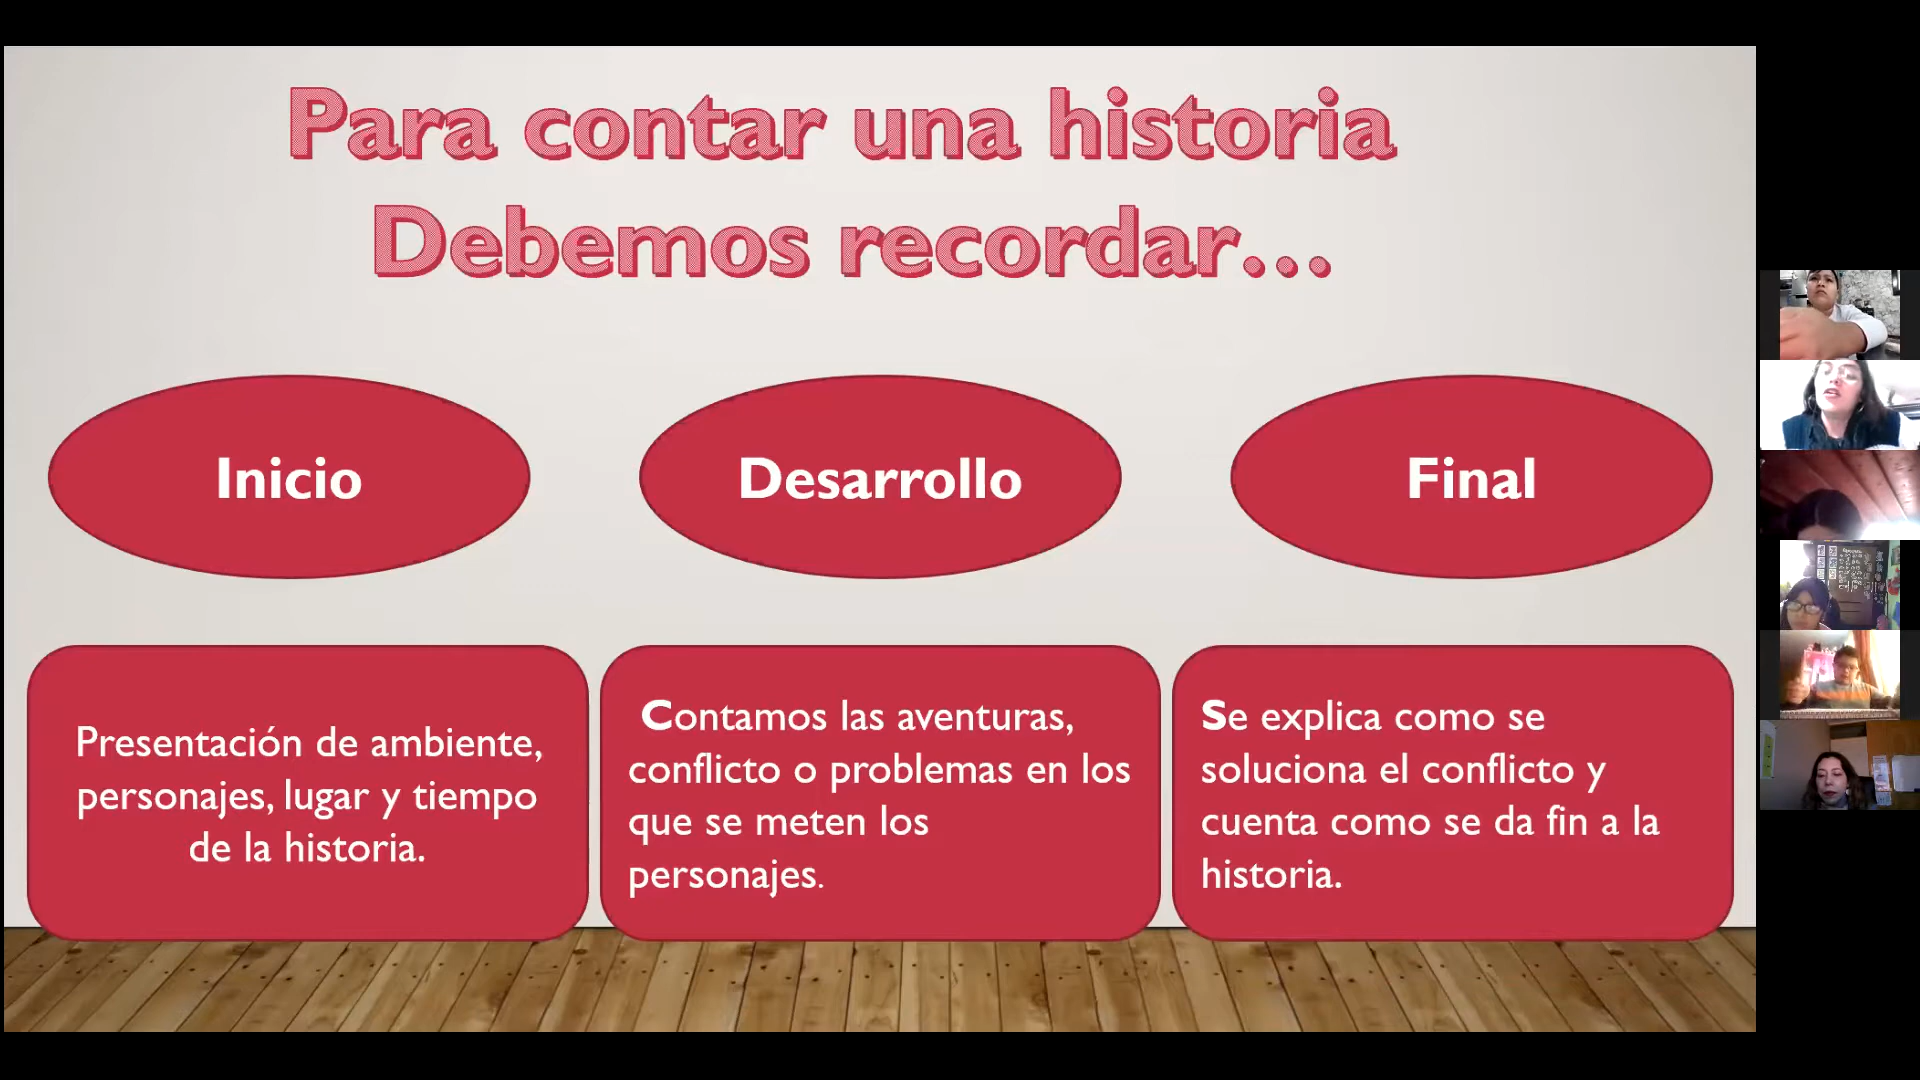 Para contar una historia
Debemos recordar...
Inicio
Desarrollo
Final
Presentación de ambiente,
personajes, lugar y tiempo
de la historia.
Contamos las aventuras,
conflicto o problemas en los
que se meten los
personajes.
Se explica como se
soluciona el conflicto y
cuenta como se da fin a la
historia.